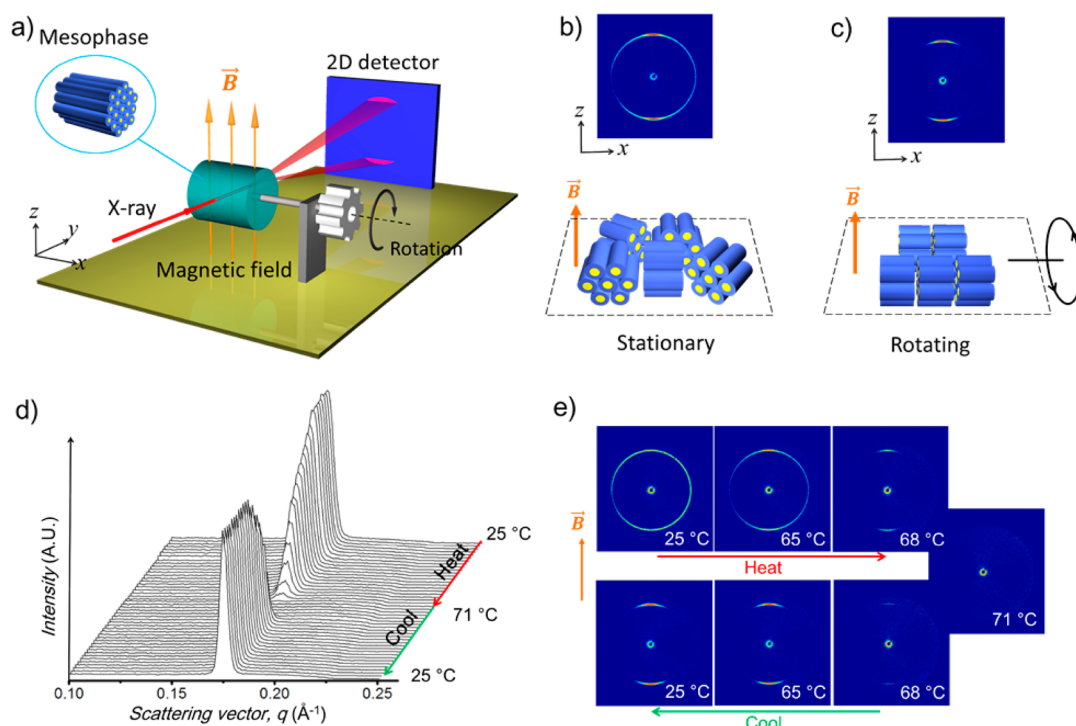 a)
Mesophase
B
2D detector
X-ray
z
y
x
Magnetic field
Rotation
b)
z
x
B
Stationary
c)
z
x
B
Rotating
d)
Intensity (A.U.)
25 °C
Heat
71 °C
Cool
25 °C
0.10
0.15
0.20
0.25
Scattering vector, q (Å⁻¹)
e)
B
25 °C
65 °C
68 °C
Heat
71 °C
25 °C
65 °C
68 °C
Cool